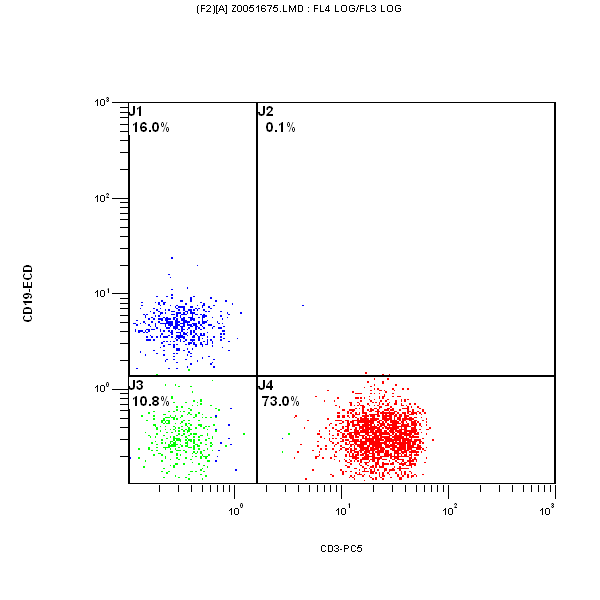 (F2)[A] Z0051675.LMD : FL4 LOG/FL3 LOG
10³
J1
J2
16.0%
0.1%
10²
CD19-ECD
10¹
10⁰
J3
J4
10.8%
73.0%
10⁰
10¹
10²
10³
CD3-PC5